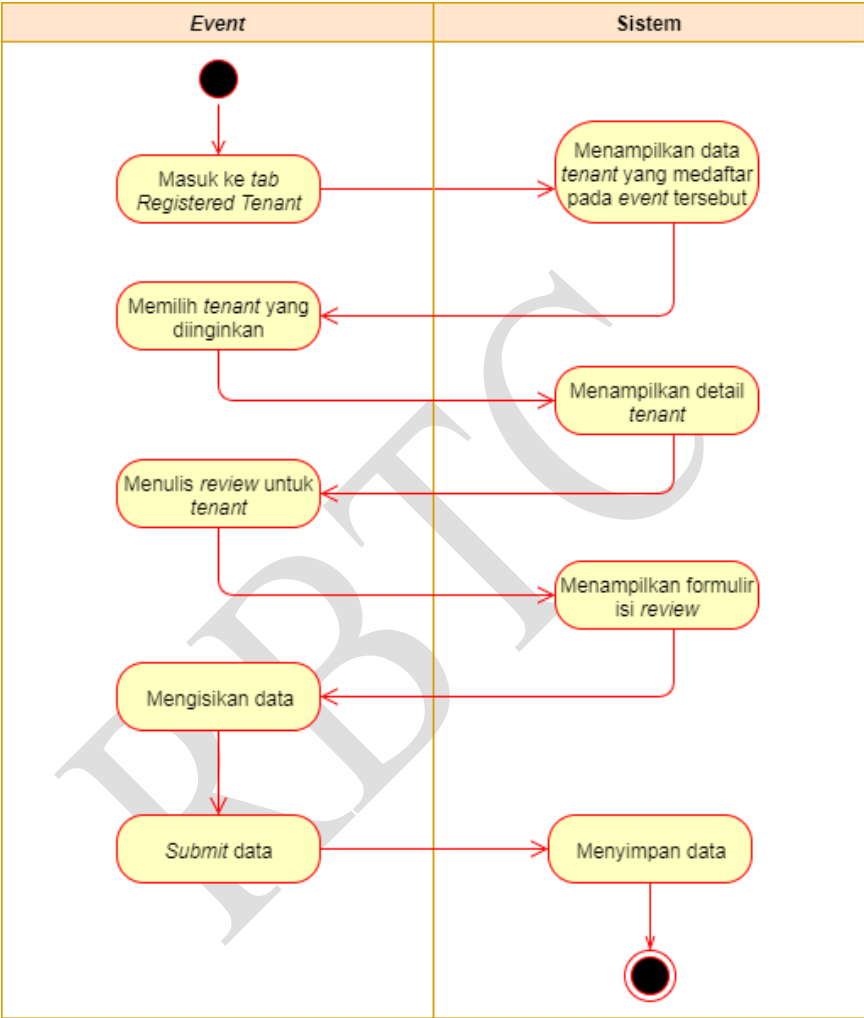 Event
Sistem
Masuk ke tab
Registered Tenant
Menampilkan data
tenant yang medaftar
pada event tersebut
Memilih tenant yang
diinginkan
Menampilkan detail
tenant
Menulis review untuk
tenant
Menampilkan formulir
isi review
Mengisikan data
Submit data
Menyimpan data
RBTC